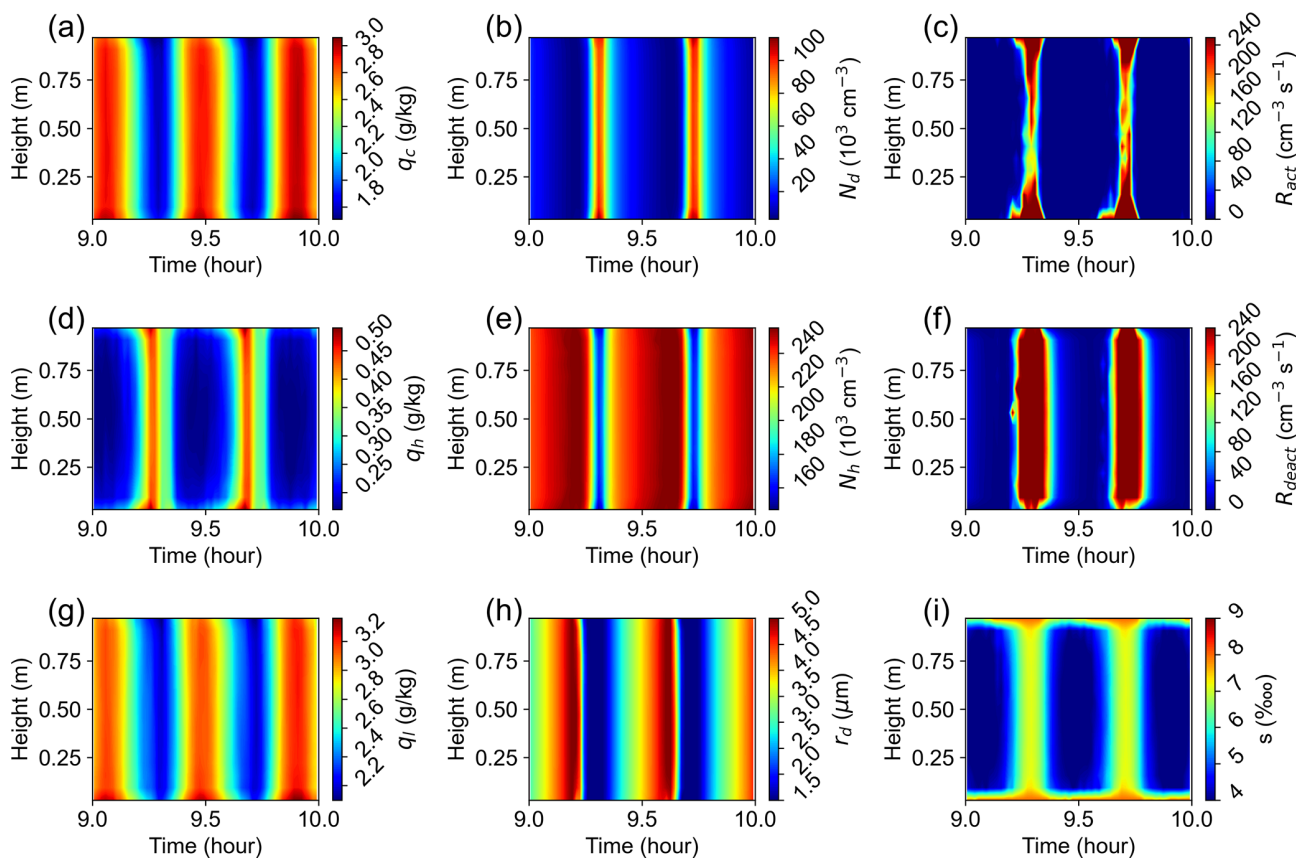 (a)
Height (m)
0.75
0.50
0.25
9.0 9.5 10.0
Time (hour)
3.0
2.8
2.6
2.4
2.2
2.0
1.8
q_c (g/kg)
(b)
Height (m)
0.75
0.50
0.25
9.0 9.5 10.0
Time (hour)
100
80
60
40
20
N_d (10³ cm⁻³)
(c)
Height (m)
0.75
0.50
0.25
9.0 9.5 10.0
Time (hour)
240
200
160
120
80
40
0
R_act (cm⁻³ s⁻¹)
(d)
Height (m)
0.75
0.50
0.25
9.0 9.5 10.0
Time (hour)
0.50
0.45
0.40
0.35
0.30
0.25
q_h (g/kg)
(e)
Height (m)
0.75
0.50
0.25
9.0 9.5 10.0
Time (hour)
240
220
200
180
160
N_h (10³ cm⁻³)
(f)
Height (m)
0.75
0.50
0.25
9.0 9.5 10.0
Time (hour)
240
200
160
120
80
40
0
R_deact (cm⁻³ s⁻¹)
(g)
Height (m)
0.75
0.50
0.25
9.0 9.5 10.0
Time (hour)
3.2
3.0
2.8
2.6
2.4
2.2
q_l (g/kg)
(h)
Height (m)
0.75
0.50
0.25
9.0 9.5 10.0
Time (hour)
5.0
4.5
4.0
3.5
3.0
2.5
2.0
1.5
r_d (μm)
(i)
Height (m)
0.75
0.50
0.25
9.0 9.5 10.0
Time (hour)
9
8
7
6
5
4
s (‱)